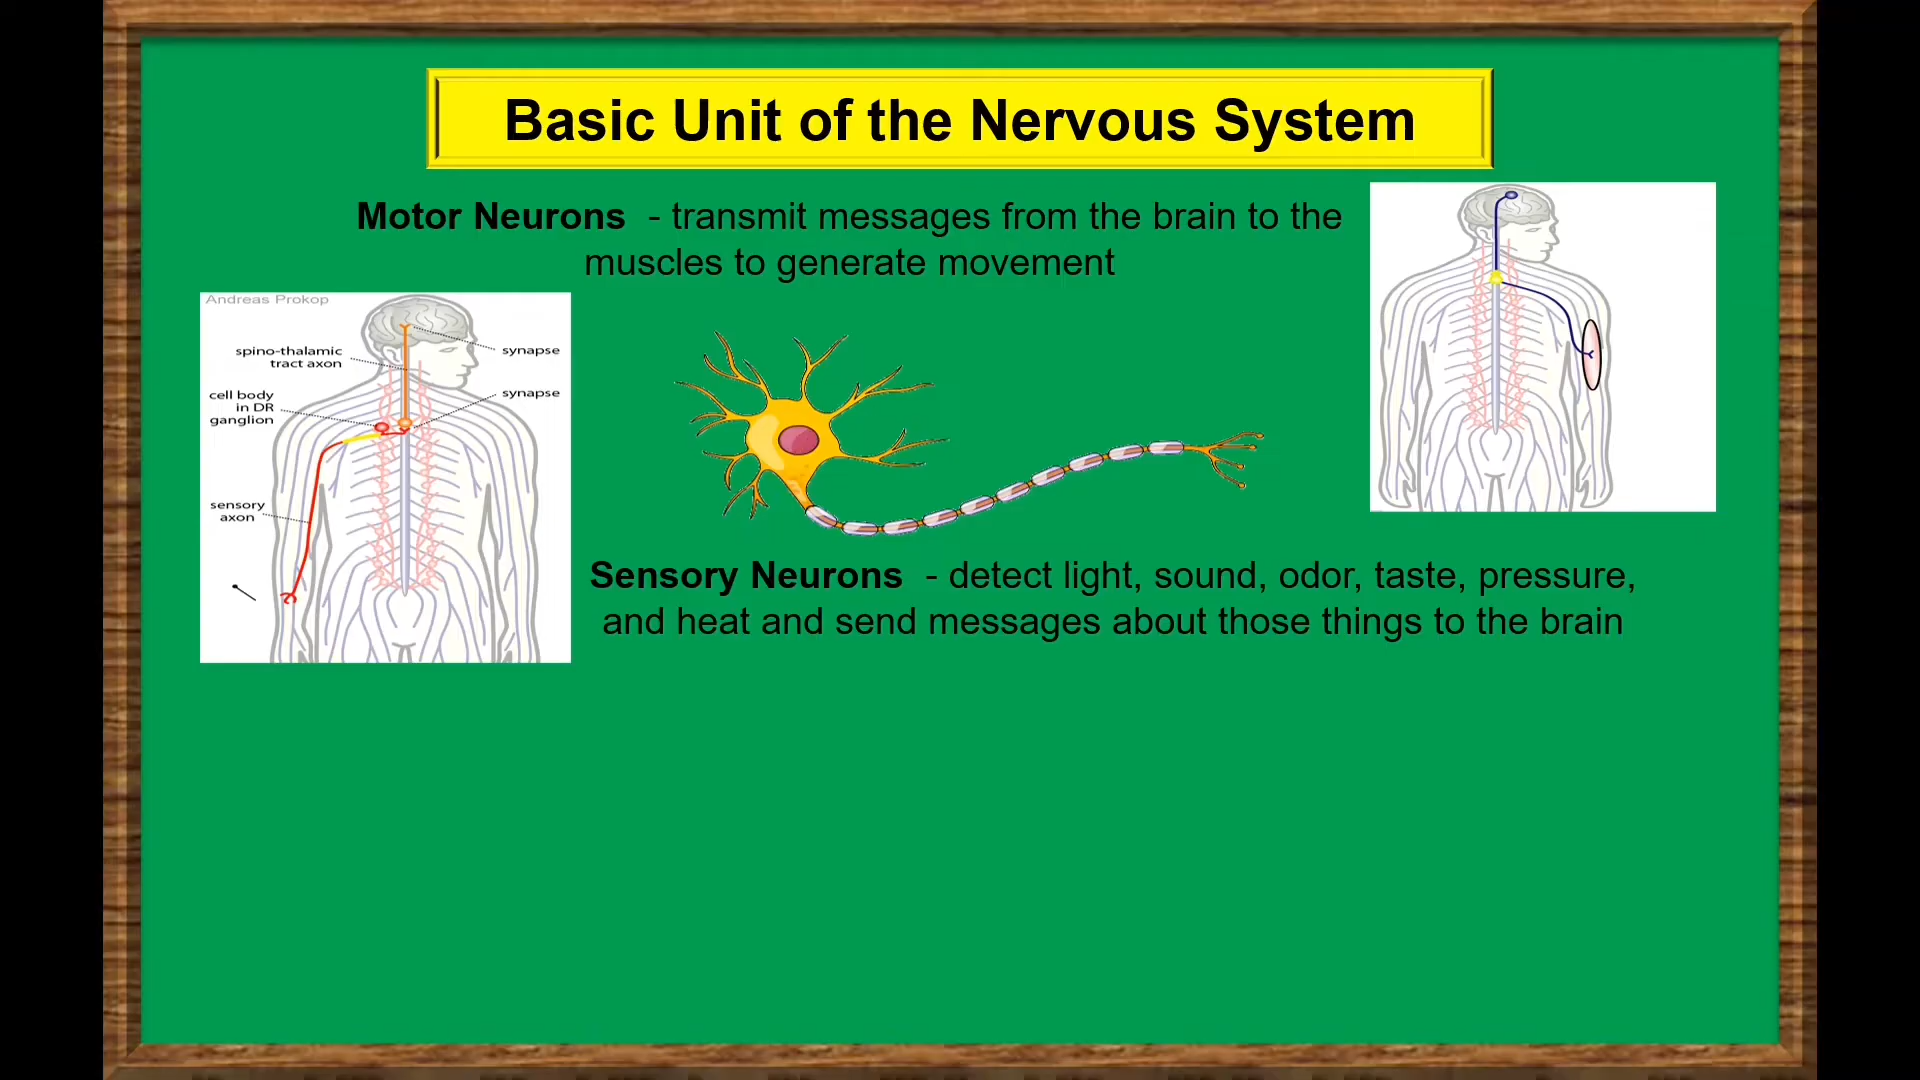 Basic Unit of the Nervous System
Motor Neurons - transmit messages from the brain to the
muscles to generate movement
Andreas Prokop
spino-thalamic
tract axon
synapse
cell body
in DR
ganglion
synapse
sensory
axon
Sensory Neurons - detect light, sound, odor, taste, pressure,
and heat and send messages about those things to the brain